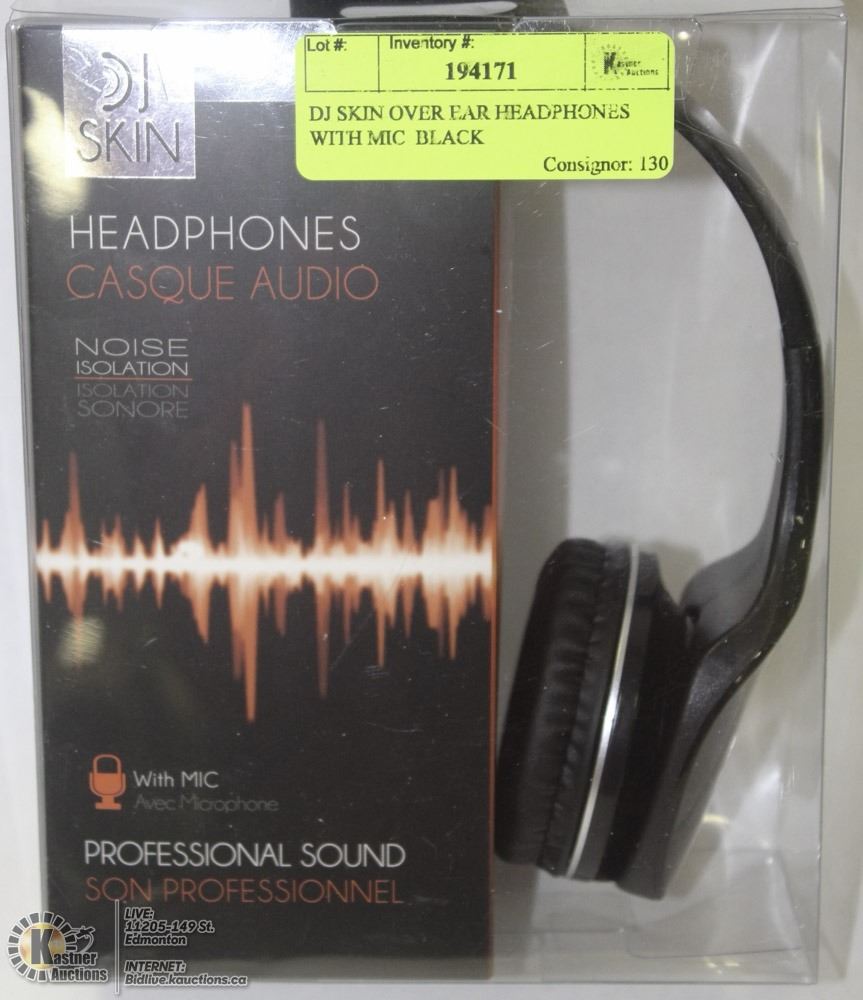 Lot #:
Inventory #:
194171
Kastner Auctions
DJ SKIN OVER EAR HEADPHONES
WITH MIC BLACK
Consignor: 130
DJ
SKIN
HEADPHONES
CASQUE AUDIO
NOISE
ISOLATION
ISOLATION
SONORE
With MIC
Avec Microphone
PROFESSIONAL SOUND
SON PROFESSIONNEL
Kastner
Auctions
LIVE:
11205-149 St.
Edmonton
INTERNET:
Bidlive.kauctions.ca